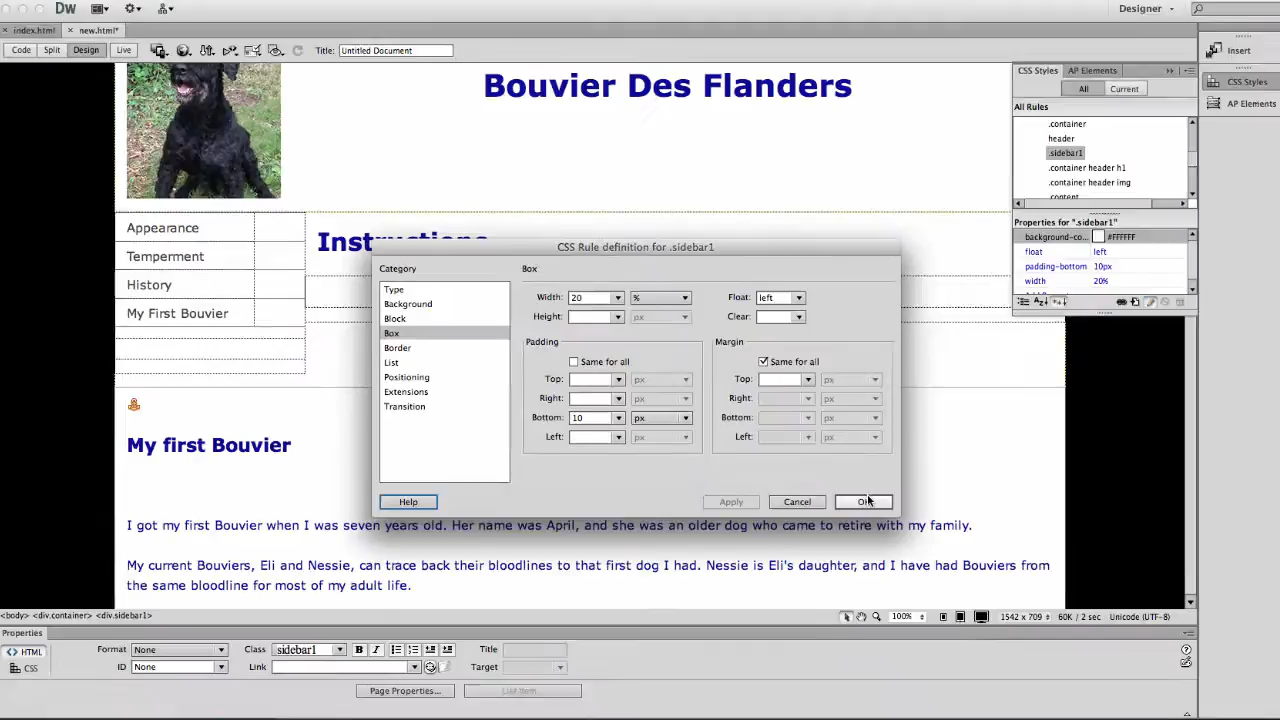 Dw
Designer
index.html
new.html*
Code
Split
Design
Live
Title:
Untitled Document
Insert
CSS Styles
AP Elements
CSS Styles
AP Elements
All
Current
All Rules
.container
header
.sidebar1
.container header h1
.container header img
.content
Properties for ".sidebar1"
background-co...
#FFFFFF
float
left
padding-bottom
10px
width
20%
Bouvier Des Flanders
Appearance
Temperment
History
My First Bouvier
Instructions
CSS Rule definition for .sidebar1
Category
Type
Background
Block
Box
Border
List
Positioning
Extensions
Transition
Box
Width: 20 %
Float: left
Height: px
Clear:
Padding
Same for all
Top: px
Right: px
Bottom: 10 px
Left: px
Margin
Same for all
Top: px
Right: px
Bottom: px
Left: px
Help
Apply
Cancel
My first Bouvier
I got my first Bouvier when I was seven years old. Her name was April, and she was an older dog who came to retire with my family.
My current Bouviers, Eli and Nessie, can trace back their bloodlines to that first dog I had. Nessie is Eli's daughter, and I have had Bouviers from
the same bloodline for most of my adult life.
<body> <div.container> <div.sidebar1>
100%
1542 x 709
60K / 2 sec
Unicode (UTF-8)
Properties
<> HTML
CSS
Format None
Class sidebar1
B I
Title
ID None
Link
Target
Page Properties...
List Item...